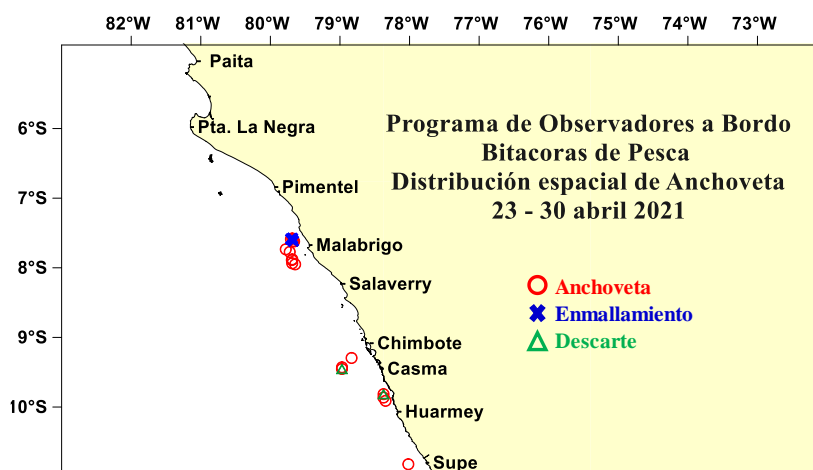 82°W 81°W 80°W 79°W 78°W 77°W 76°W 75°W 74°W 73°W
Paita
6°S
Pta. La Negra
Programa de Observadores a Bordo
Bitacoras de Pesca
Distribución espacial de Anchoveta
23 - 30 abril 2021
7°S
Pimentel
Malabrigo
8°S
Salaverry
Anchoveta
Enmallamiento
Descarte
9°S
Chimbote
Casma
10°S
Huarmey
Supe